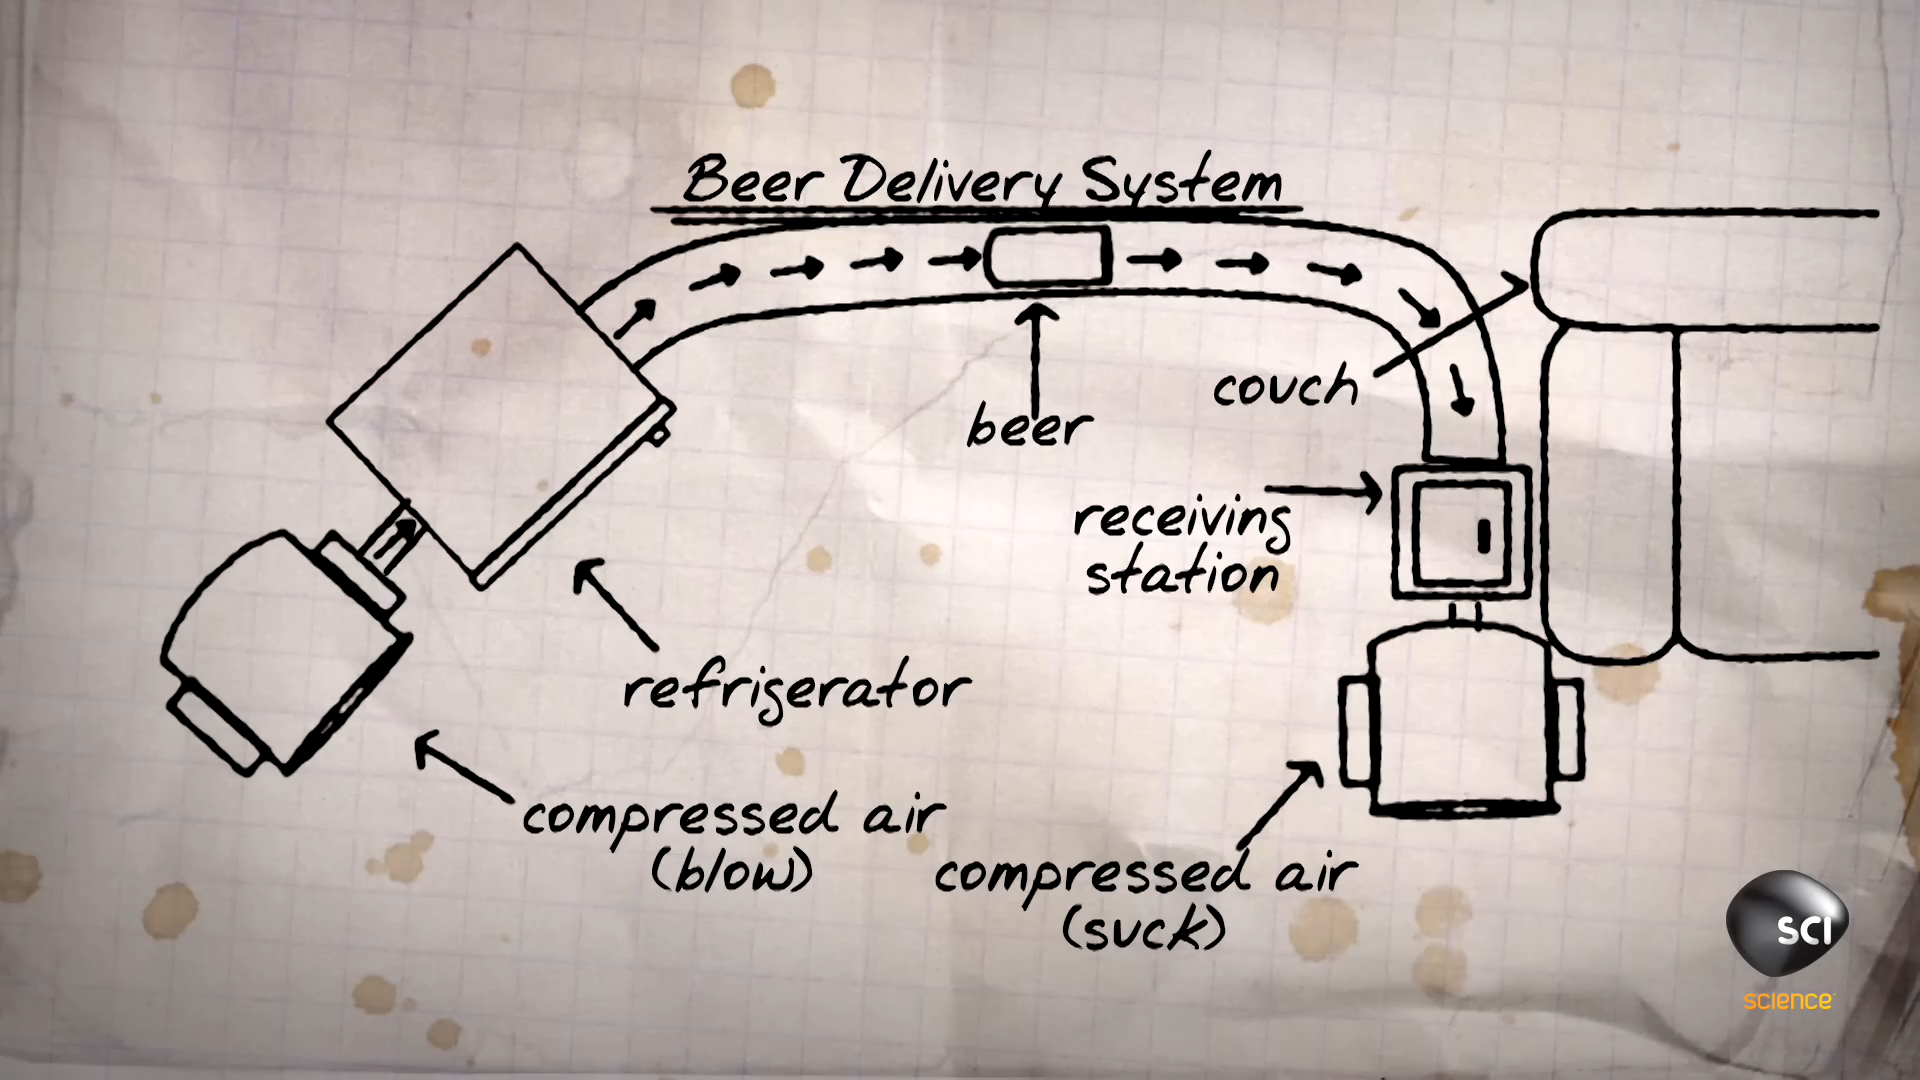 Beer Delivery System
couch
beer
receiving
station
refrigerator
compressed air
(blow)
compressed air
(suck)
SCI
science